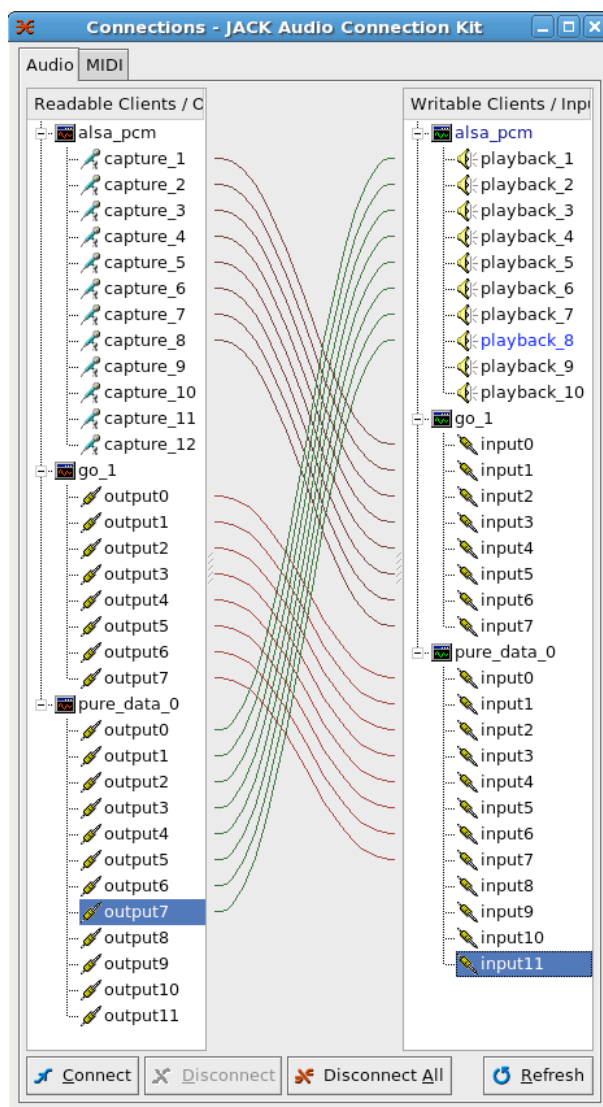 Connections - JACK Audio Connection Kit
Audio
MIDI
Readable Clients / O
alsa_pcm
capture_1
capture_2
capture_3
capture_4
capture_5
capture_6
capture_7
capture_8
capture_9
capture_10
capture_11
capture_12
go_1
output0
output1
output2
output3
output4
output5
output6
output7
pure_data_0
output0
output1
output2
output3
output4
output5
output6
output7
output8
output9
output10
output11
Writable Clients / Inpu
alsa_pcm
playback_1
playback_2
playback_3
playback_4
playback_5
playback_6
playback_7
playback_8
playback_9
playback_10
go_1
input0
input1
input2
input3
input4
input5
input6
input7
pure_data_0
input0
input1
input2
input3
input4
input5
input6
input7
input8
input9
input10
input11
Connect
Disconnect
Disconnect All
Refresh